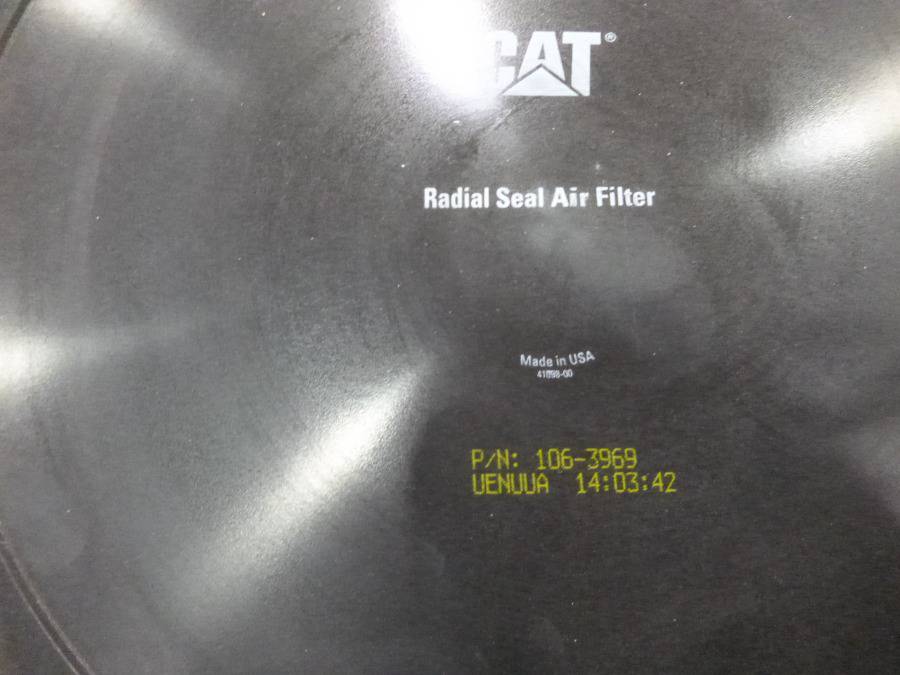 CAT®
Radial Seal Air Filter
Made in USA
P/N: 106-3969
UENUUA 14:03:42